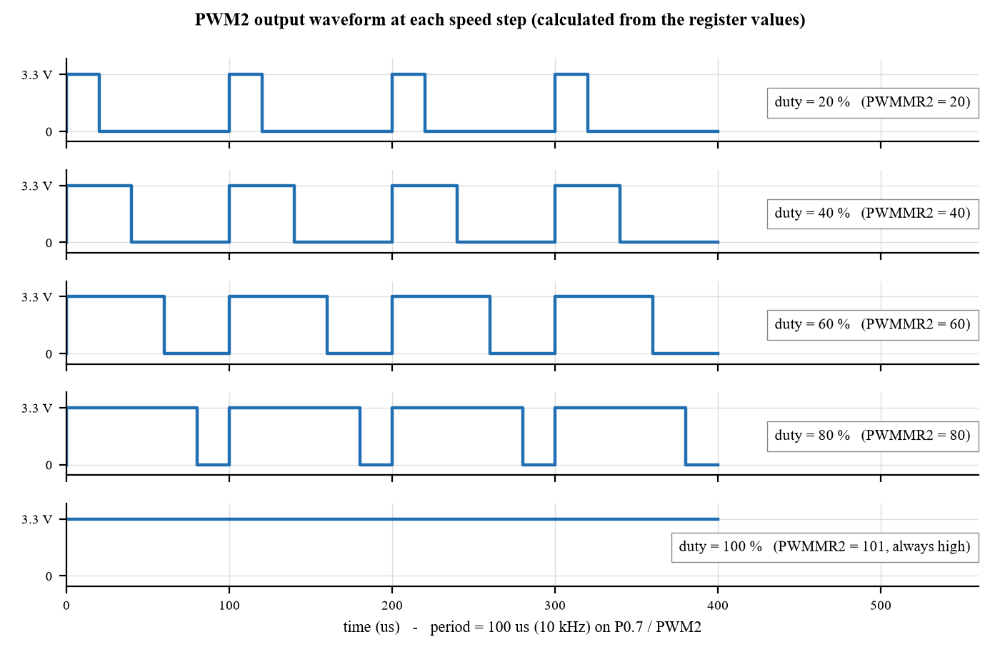 PWM2 output waveform at each speed step (calculated from the register values)
3.3 V
duty = 20 % (PWMMR2 = 20)
0
3.3 V
duty = 40 % (PWMMR2 = 40)
0
3.3 V
duty = 60 % (PWMMR2 = 60)
0
3.3 V
duty = 80 % (PWMMR2 = 80)
0
3.3 V
duty = 100 % (PWMMR2 = 101, always high)
0
0 100 200 300 400 500
time (us) - period = 100 us (10 kHz) on P0.7 / PWM2